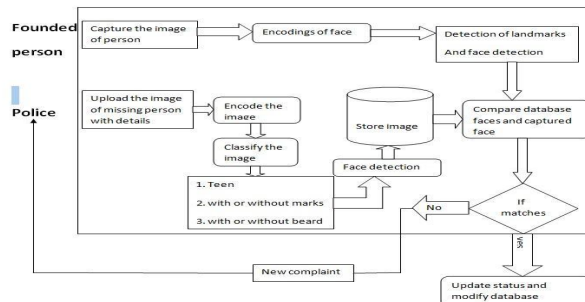 Founded
person
Capture the image
of person
Encodings of face
Detection of landmarks
And face detection
Police
Upload the image
of missing person
with details
Encode the
image
Classify the
image
Store image
Compare database
faces and captured
face
1. Teen
2. with or without marks
3. with or without beard
Face detection
If
matches
No
yes
New complaint
Update status and
modify database